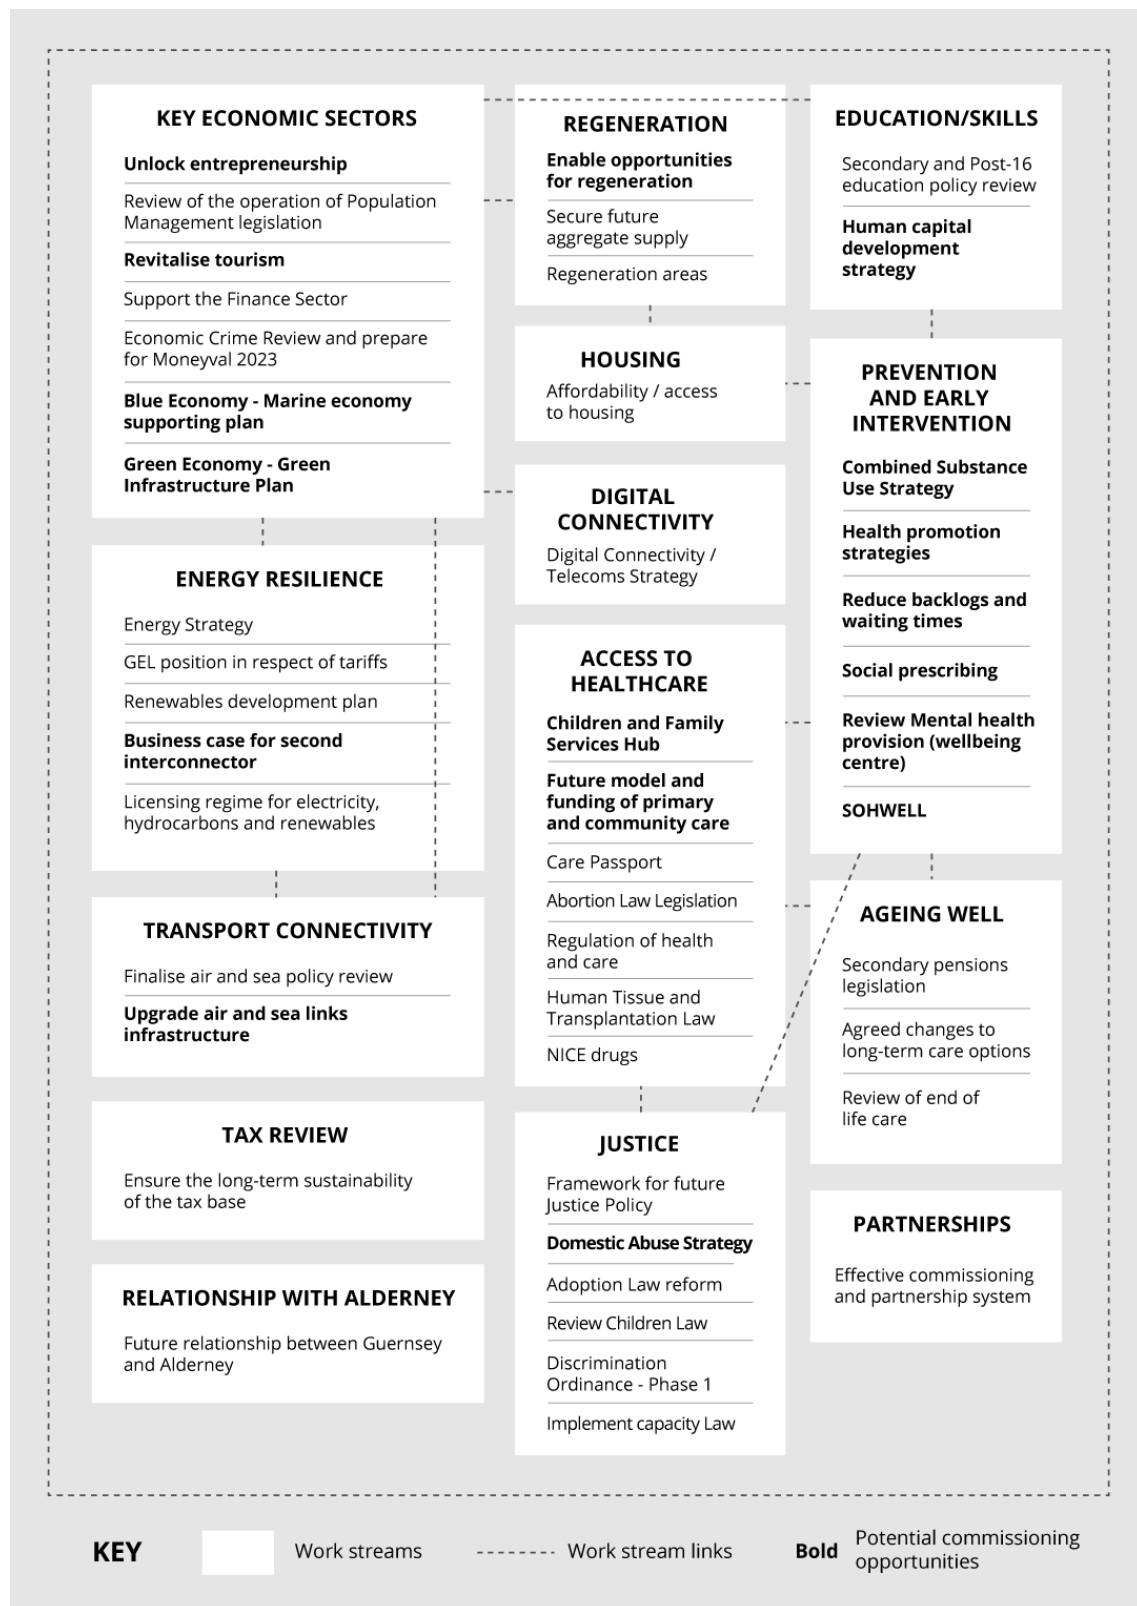 KEY ECONOMIC SECTORS
Unlock entrepreneurship
Review of the operation of Population
Management legislation
Revitalise tourism
Support the Finance Sector
Economic Crime Review and prepare
for Moneyval 2023
Blue Economy - Marine economy
supporting plan
Green Economy - Green
Infrastructure Plan
ENERGY RESILIENCE
Energy Strategy
GEL position in respect of tariffs
Renewables development plan
Business case for second
interconnector
Licensing regime for electricity,
hydrocarbons and renewables
TRANSPORT CONNECTIVITY
Finalise air and sea policy review
Upgrade air and sea links
infrastructure
TAX REVIEW
Ensure the long-term sustainability
of the tax base
RELATIONSHIP WITH ALDERNEY
Future relationship between Guernsey
and Alderney
REGENERATION
Enable opportunities
for regeneration
Secure future
aggregate supply
Regeneration areas
HOUSING
Affordability / access
to housing
DIGITAL
CONNECTIVITY
Digital Connectivity /
Telecoms Strategy
ACCESS TO
HEALTHCARE
Children and Family
Services Hub
Future model and
funding of primary
and community care
Care Passport
Abortion Law Legislation
Regulation of health
and care
Human Tissue and
Transplantation Law
NICE drugs
JUSTICE
Framework for future
Justice Policy
Domestic Abuse Strategy
Adoption Law reform
Review Children Law
Discrimination
Ordinance - Phase 1
Implement capacity Law
EDUCATION/SKILLS
Secondary and Post-16
education policy review
Human capital
development
strategy
PREVENTION
AND EARLY
INTERVENTION
Combined Substance
Use Strategy
Health promotion
strategies
Reduce backlogs and
waiting times
Social prescribing
Review Mental health
provision (wellbeing
centre)
SOHWELL
AGEING WELL
Secondary pensions
legislation
Agreed changes to
long-term care options
Review of end of
life care
PARTNERSHIPS
Effective commissioning
and partnership system
KEY
Work streams
Work stream links
Bold
Potential commissioning
opportunities